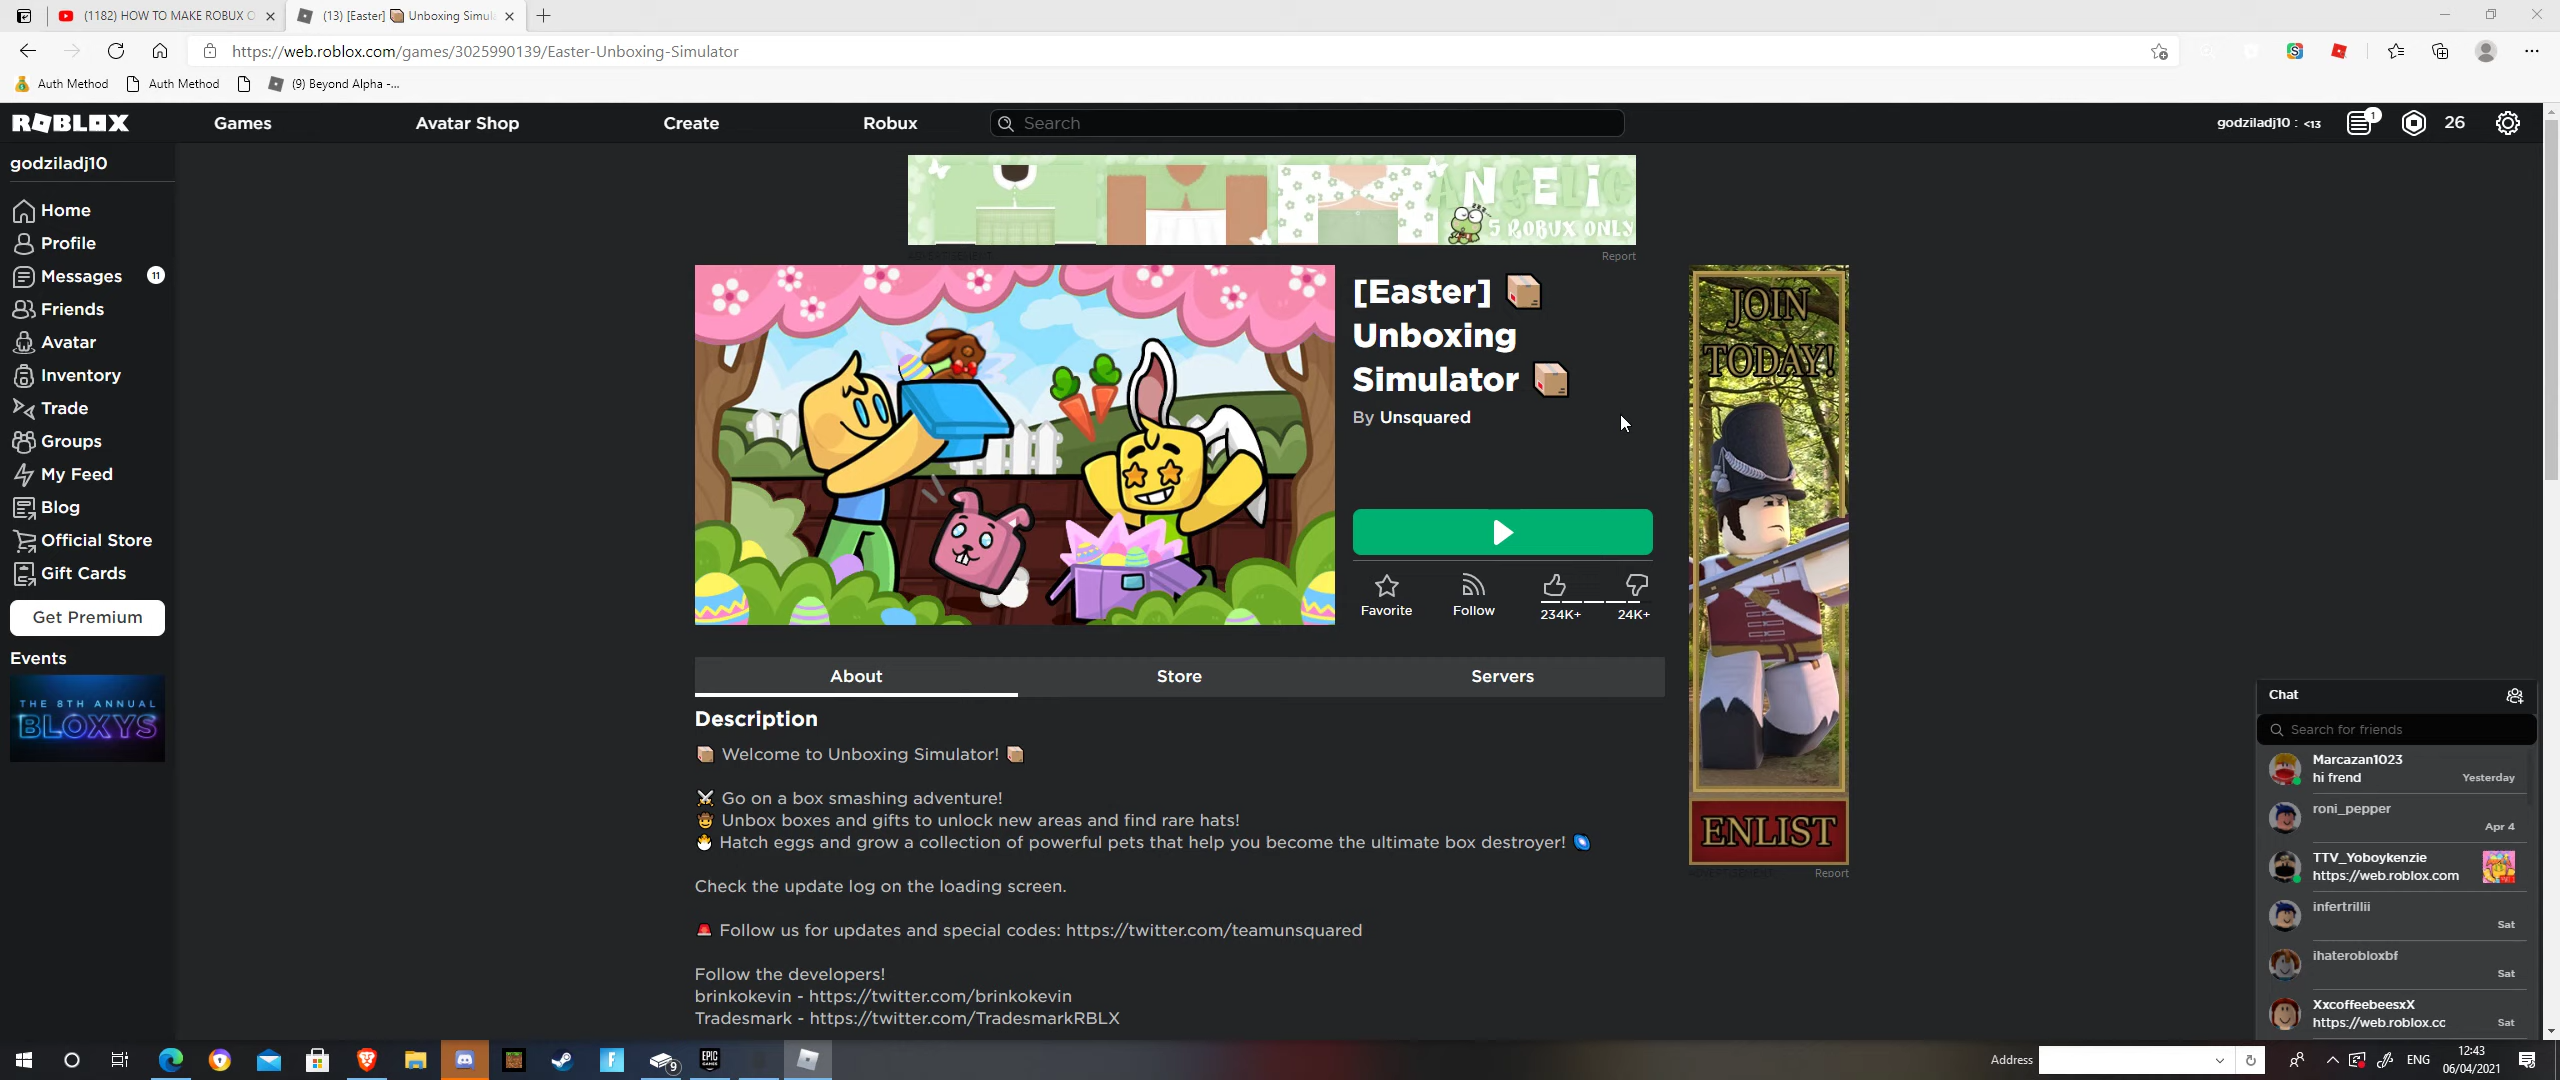 (1182) HOW TO MAKE ROBUX O
(13) [Easter] 📦 Unboxing Simula
https://web.roblox.com/games/3025990139/Easter-Unboxing-Simulator
Auth Method
Auth Method
(9) Beyond Alpha -...
ROBLOX
Games
Avatar Shop
Create
Robux
Search
godziladj10 : <13
1
26
godziladj10
Home
Profile
Messages 11
Friends
Avatar
Inventory
Trade
Groups
My Feed
Blog
Official Store
Gift Cards
Get Premium
Events
THE 8TH ANNUAL
BLOXYS
ANGELIC
5 ROBUX ONLY
ADVERTISEMENT
Report
[Easter] 📦
Unboxing
Simulator 📦
By Unsquared
Favorite
Follow
234K+
24K+
JOIN
TODAY!
ENLIST
ADVERTISEMENT
Report
About
Store
Servers
Description
📦 Welcome to Unboxing Simulator! 📦
⚔️ Go on a box smashing adventure!
🤠 Unbox boxes and gifts to unlock new areas and find rare hats!
🐣 Hatch eggs and grow a collection of powerful pets that help you become the ultimate box destroyer! 🌌
Check the update log on the loading screen.
🚨 Follow us for updates and special codes: https://twitter.com/teamunsquared
Follow the developers!
brinkokevin - https://twitter.com/brinkokevin
Tradesmark - https://twitter.com/TradesmarkRBLX
Chat
Search for friends
Marcazan1023
hi frend
Yesterday
roni_pepper
Apr 4
TTV_Yoboykenzie
https://web.roblox.com
infertrillii
Sat
ihaterobloxbf
Sat
XxcoffeebeesxX
https://web.roblox.cc
Sat
9
EPIC
GAMES
Address
ENG
12:43
06/04/2021